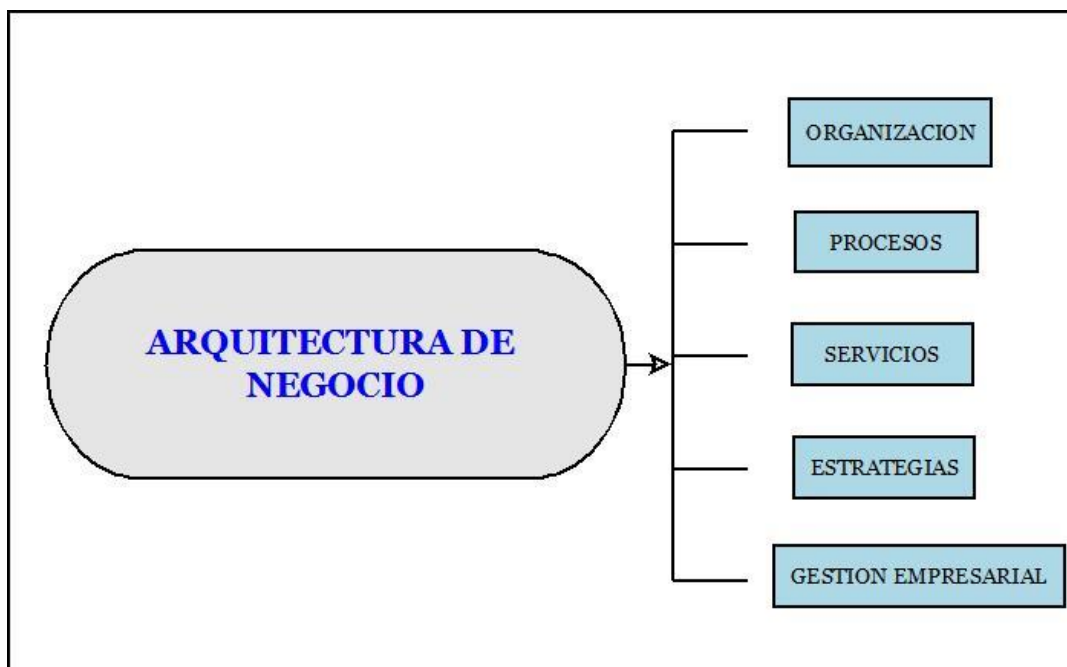 ARQUITECTURA DE
NEGOCIO
ORGANIZACION
PROCESOS
SERVICIOS
ESTRATEGIAS
GESTION EMPRESARIAL